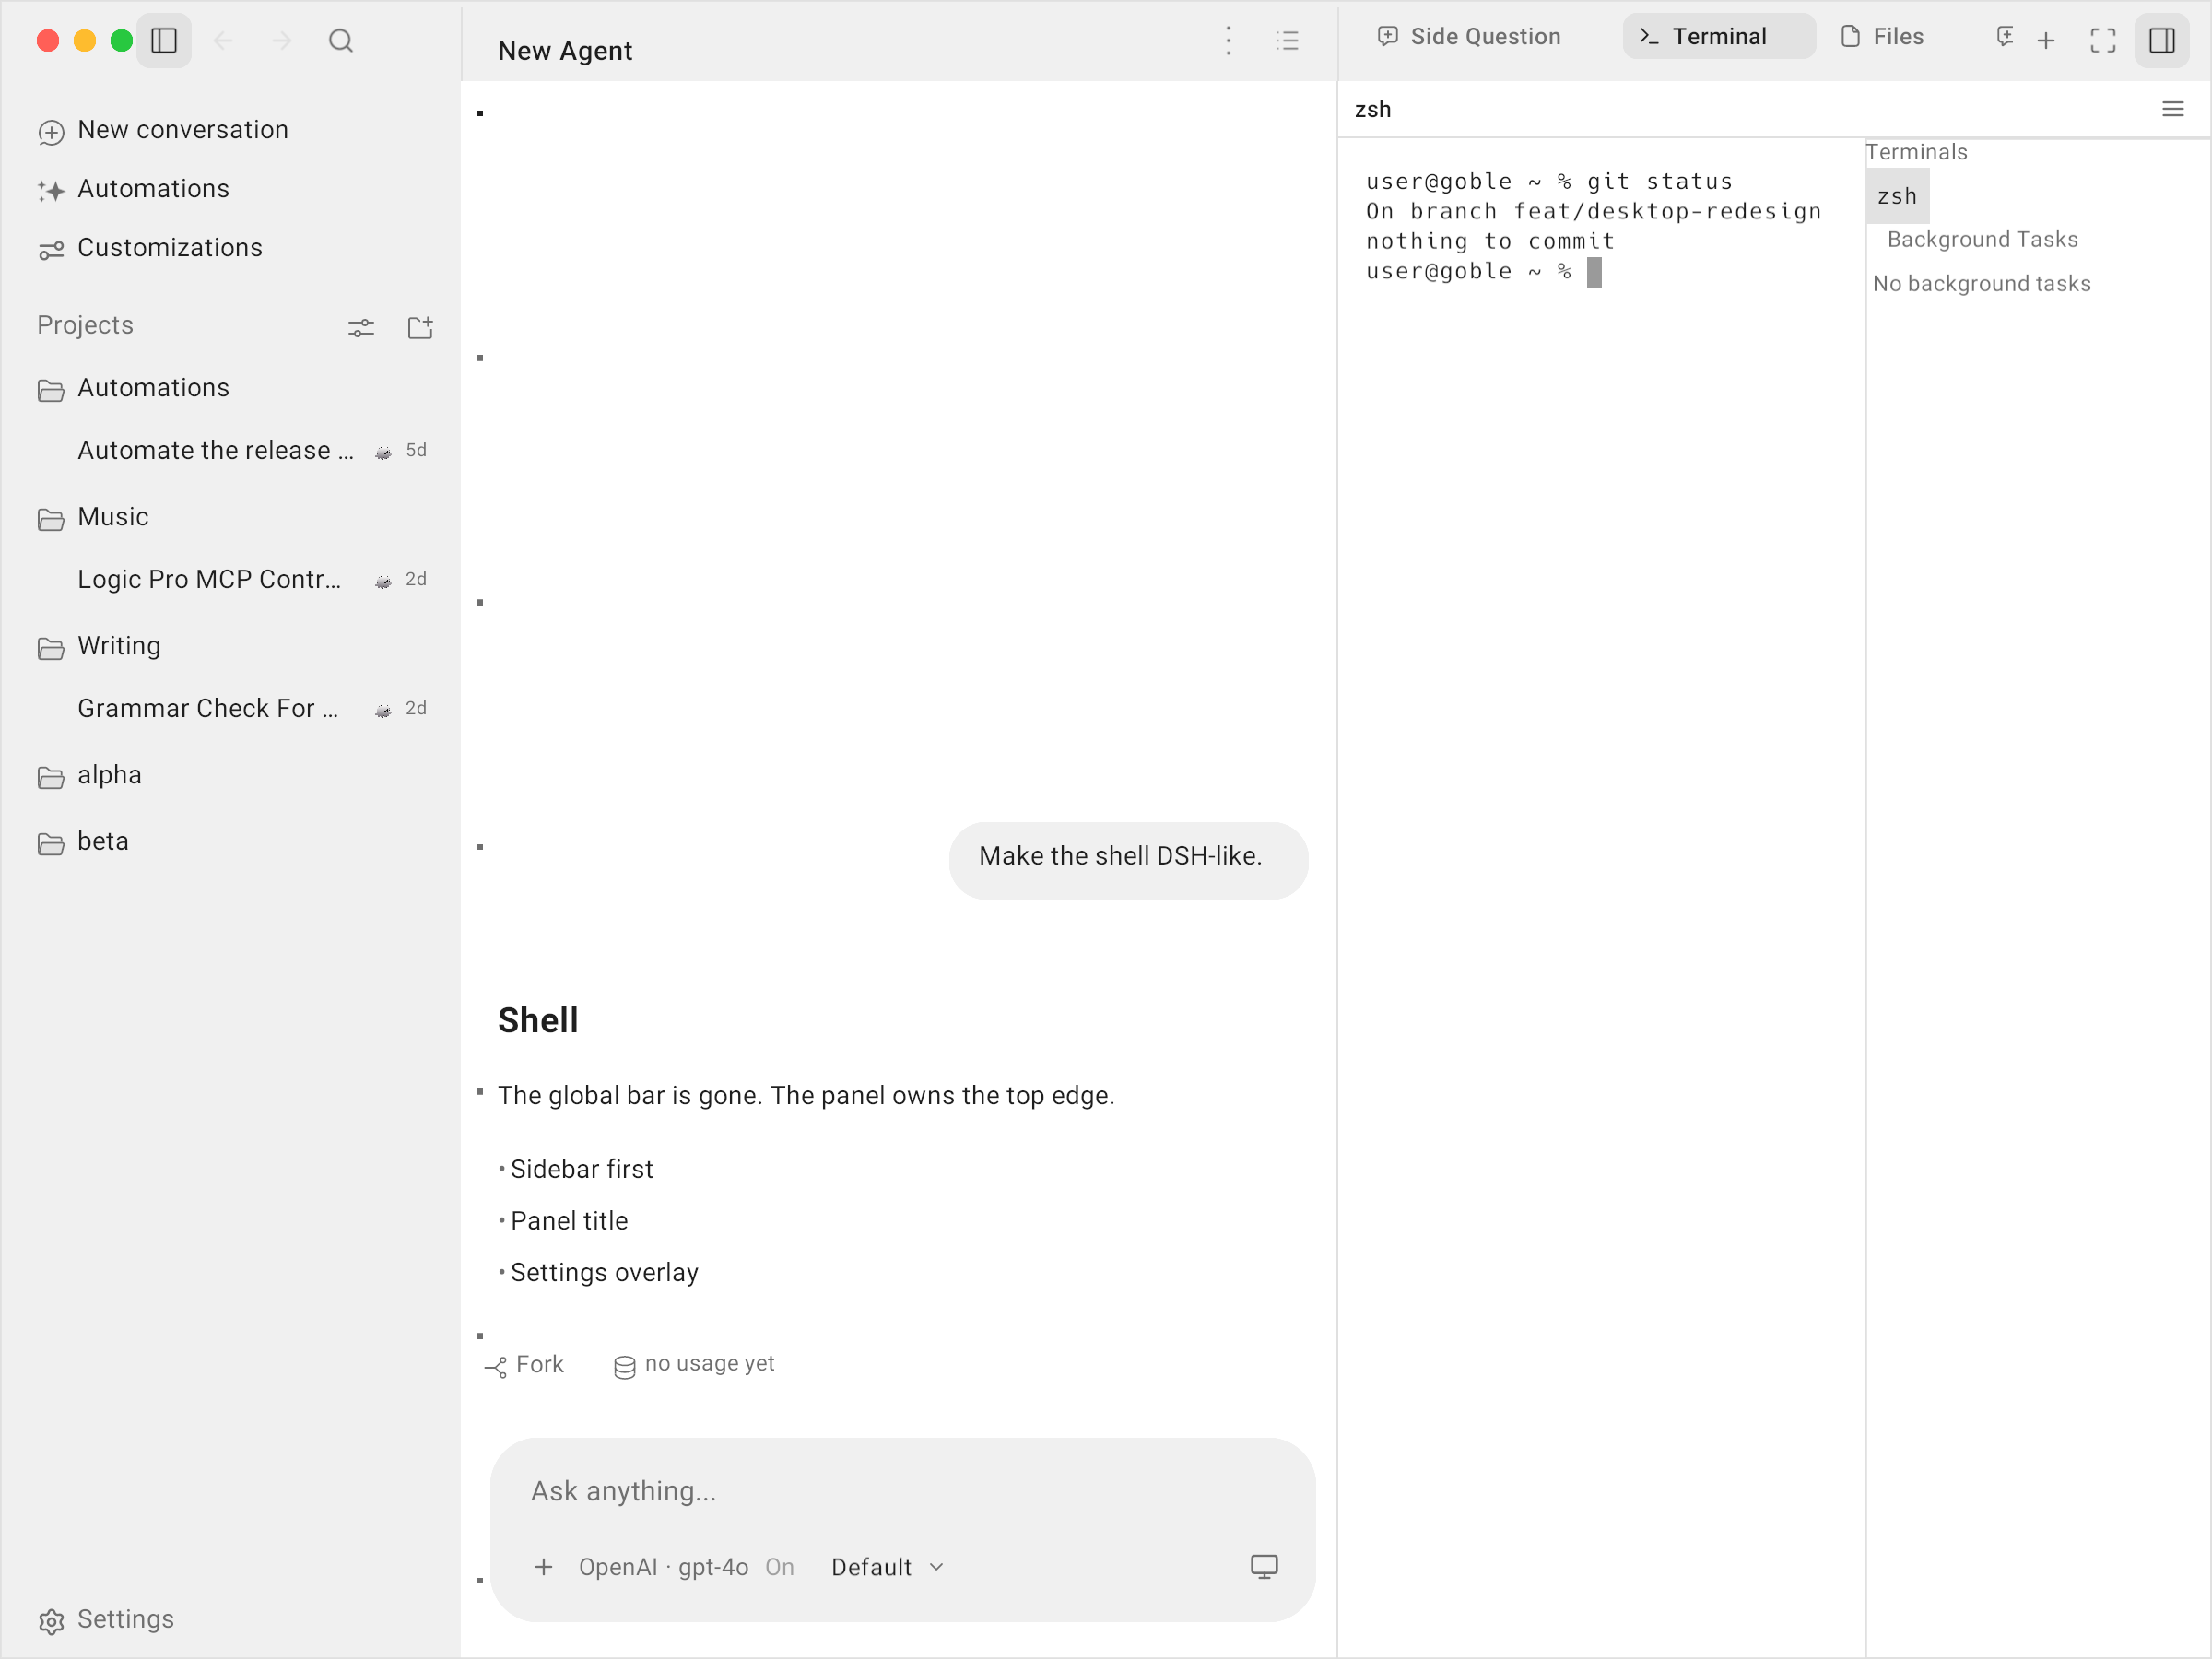 New conversation
Automations
Customizations
Projects
Automations
Automate the release ... 5d
Music
Logic Pro MCP Contr... 2d
Writing
Grammar Check For ... 2d
alpha
beta
Settings
New Agent
Make the shell DSH-like.
Shell
The global bar is gone. The panel owns the top edge.
• Sidebar first
• Panel title
• Settings overlay
Fork no usage yet
Ask anything...
OpenAI · gpt-4o On Default
Side Question Terminal Files
zsh
user@goble ~ % git status
On branch feat/desktop-redesign
nothing to commit
user@goble ~ %
Terminals
zsh
Background Tasks
No background tasks